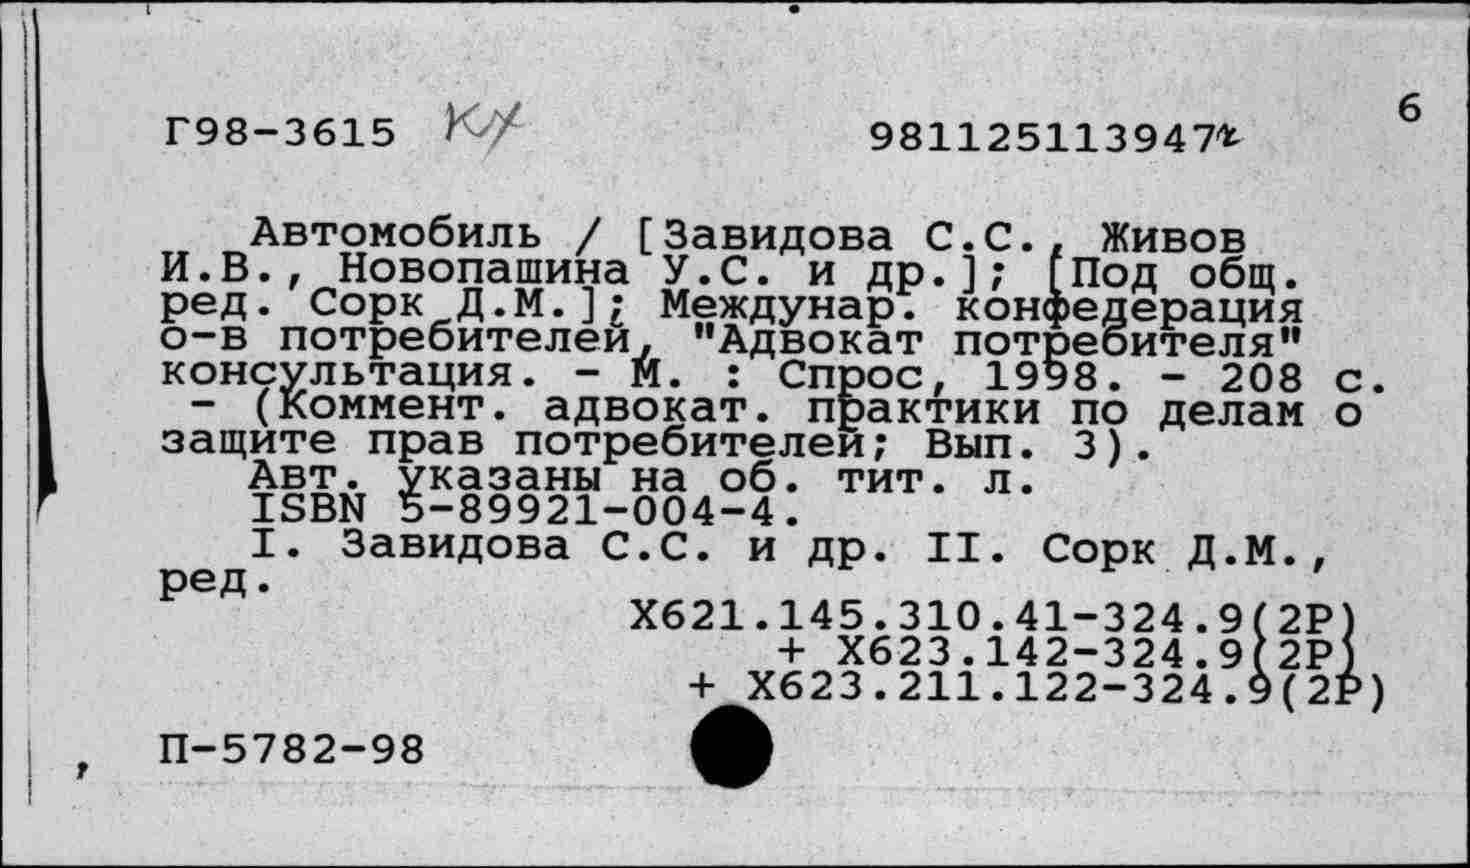 6
Г98-3615 981125113947
Автомобиль / [Завидова С.С., Живов
И.В., Новопашина У.С. и др.]; [Под общ.
ред. Сорк Д.М.]; Междунар. конфедерация
о-в потребителей, "Адвокат потребителя"
консультация. - М. : Спрос, 1998. - 208 с.
- (Коммент. адвокат. практики по делам о
защите прав потребителей; Вып. 3).
Авт. указаны на об. тит. л.
ISBN 5-89921-004-4.
I. Завидова С.С. и др. II. Сорк Д.М.,
ред.
Х621.145.310.41-324.9(2Р)
+ Х623.142-324.9(2Р)
+ Х623.211.122-324.9(2Р)
П-5782-98